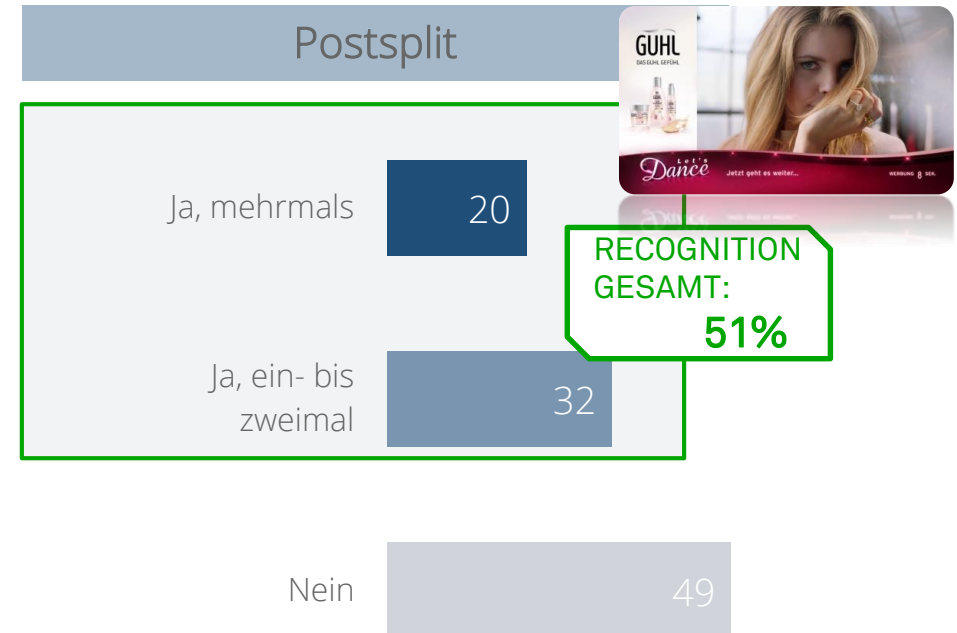 Postsplit
GUHL
DAS GUHL GEFÜHL
Let's
Dance
Jetzt geht es weiter...
WERBUNG 8 SEK.
Ja, mehrmals
20
RECOGNITION
GESAMT:
51%
Ja, ein- bis
zweimal
32
Nein
49